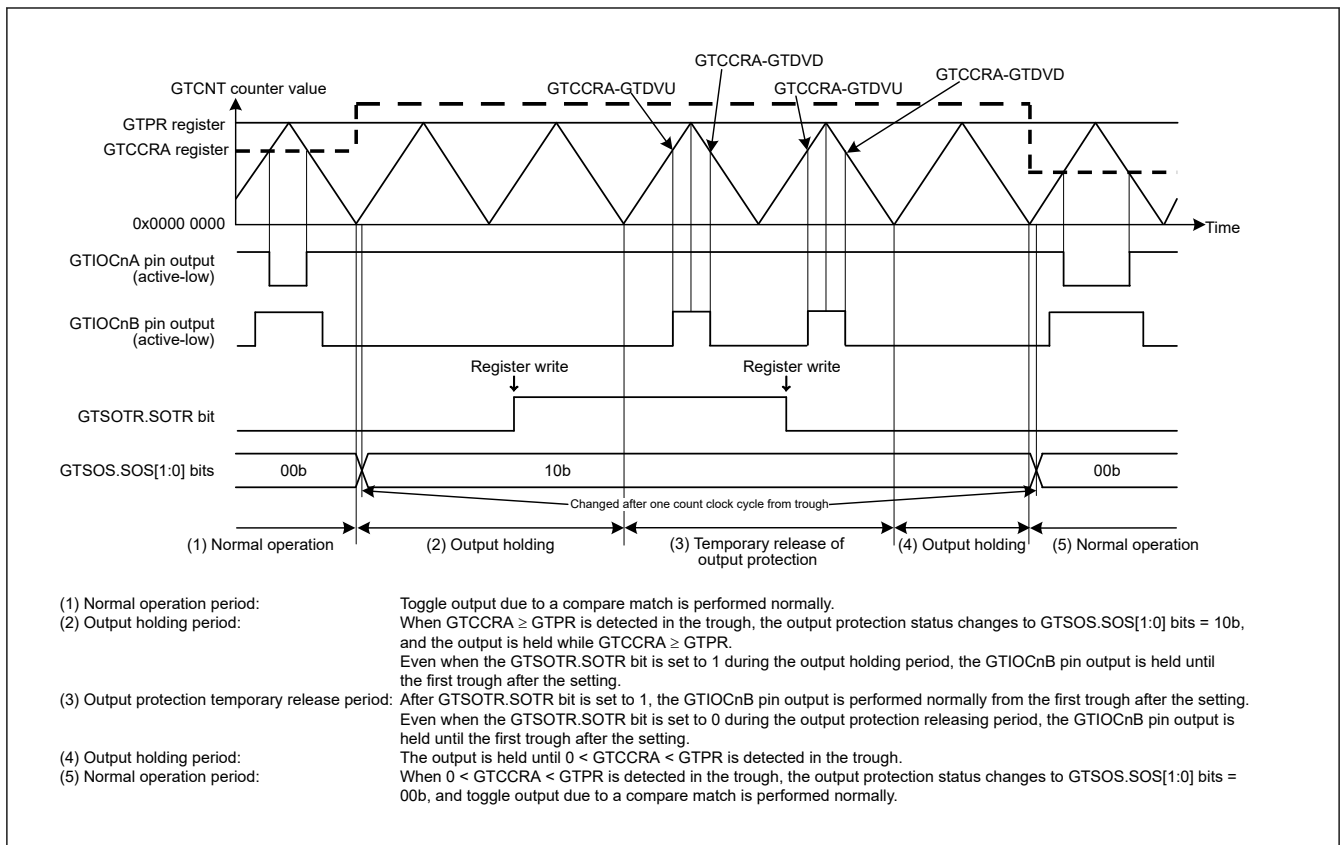 GTCCRA-GTDVD
GTCCRA-GTDVD
GTCNT counter value
GTCCRA-GTDVU
GTCCRA-GTDVU
GTPR register
GTCCRA register
0x0000 0000
Time
GTIOCnA pin output
(active-low)
GTIOCnB pin output
(active-low)
Register write
Register write
GTSOTR.SOTR bit
GTSOS.SOS[1:0] bits
00b
10b
00b
Changed after one count clock cycle from trough
(1) Normal operation
(2) Output holding
(3) Temporary release of
output protection
(4) Output holding
(5) Normal operation
(1) Normal operation period: Toggle output due to a compare match is performed normally.
(2) Output holding period: When GTCCRA ≥ GTPR is detected in the trough, the output protection status changes to GTSOS.SOS[1:0] bits = 10b,
and the output is held while GTCCRA ≥ GTPR.
Even when the GTSOTR.SOTR bit is set to 1 during the output holding period, the GTIOCnB pin output is held until
the first trough after the setting.
(3) Output protection temporary release period: After GTSOTR.SOTR bit is set to 1, the GTIOCnB pin output is performed normally from the first trough after the setting.
Even when the GTSOTR.SOTR bit is set to 0 during the output protection releasing period, the GTIOCnB pin output is
held until the first trough after the setting.
(4) Output holding period: The output is held until 0 < GTCCRA < GTPR is detected in the trough.
(5) Normal operation period: When 0 < GTCCRA < GTPR is detected in the trough, the output protection status changes to GTSOS.SOS[1:0] bits =
00b, and toggle output due to a compare match is performed normally.